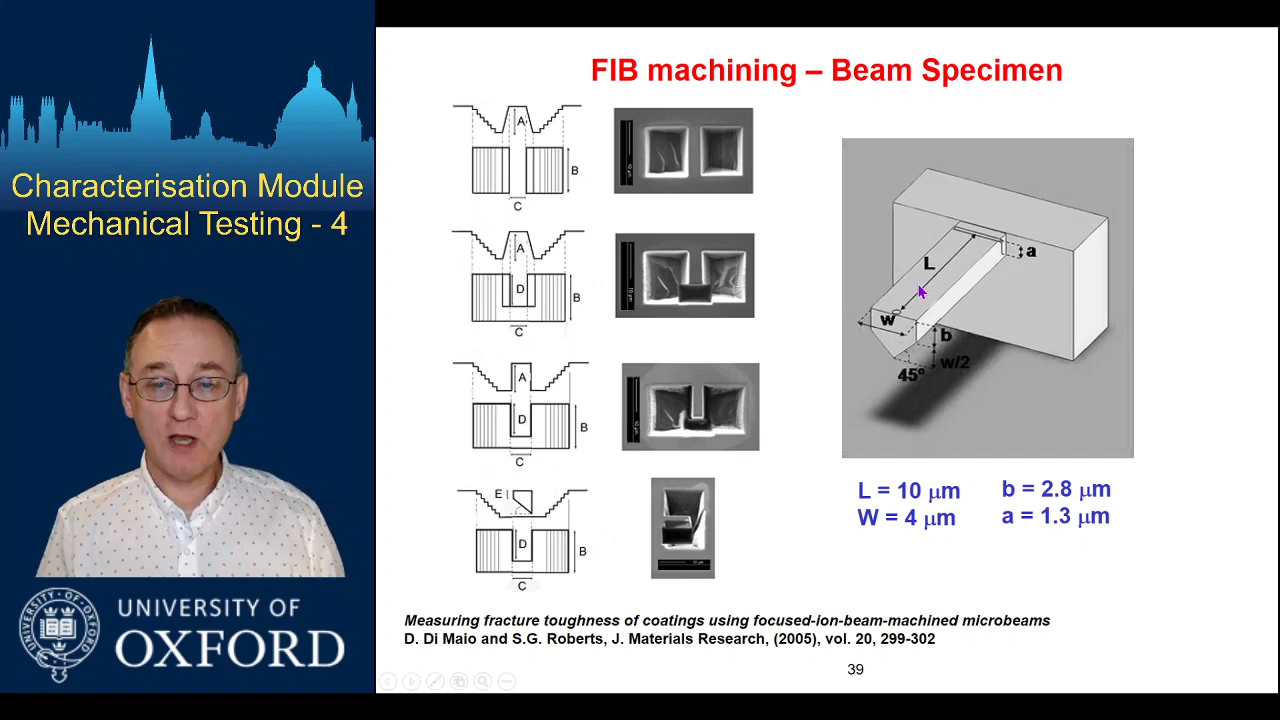 Characterisation Module
Mechanical Testing - 4
UNIVERSITY OF
OXFORD
FIB machining – Beam Specimen
A
B
C
A
D
B
C
A
D
B
C
E
D
B
C
L
a
w
b
w/2
45°
L = 10 μm
b = 2.8 μm
W = 4 μm
a = 1.3 μm
Measuring fracture toughness of coatings using focused-ion-beam-machined microbeams
D. Di Maio and S.G. Roberts, J. Materials Research, (2005), vol. 20, 299-302
39